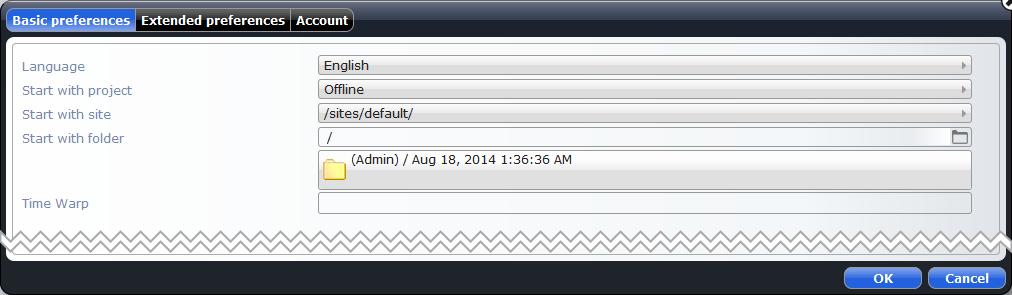 Basic preferences Extended preferences Account
Language English
Start with project Offline
Start with site /sites/default/
Start with folder /
(Admin) / Aug 18, 2014 1:36:36 AM
Time Warp
OK Cancel